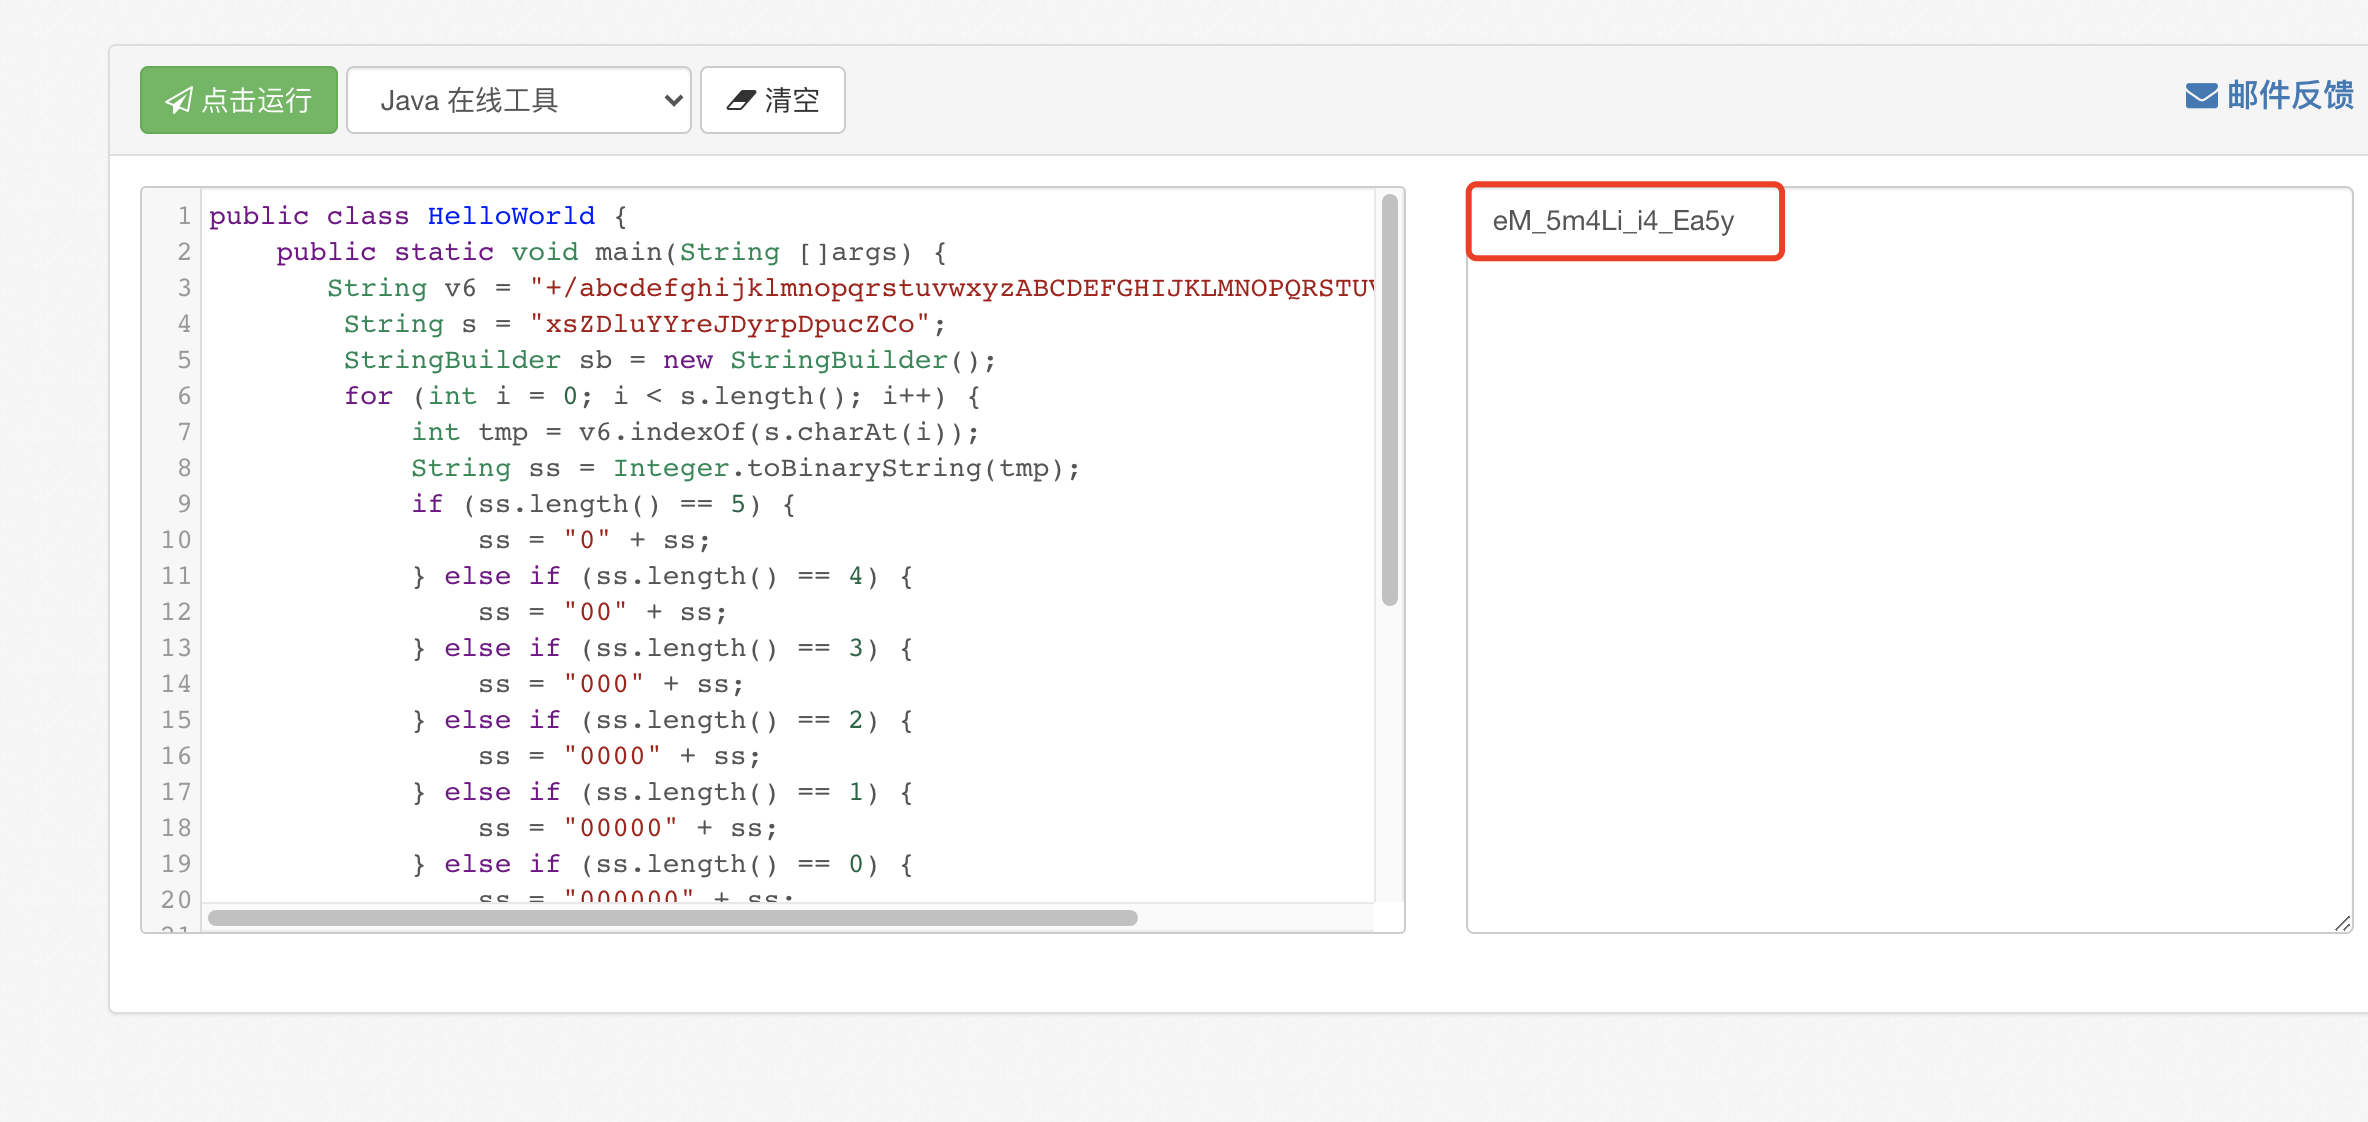 点击运行 Java 在线工具 清空 邮件反馈
1 public class HelloWorld {
2 public static void main(String []args) {
3 String v6 = "+/abcdefghijklmnopqrstuvwxyzABCDEFGHIJKLMNOPQRSTU
4 String s = "xsZDluYYreJDyrpDpucZCo";
5 StringBuilder sb = new StringBuilder();
6 for (int i = 0; i < s.length(); i++) {
7 int tmp = v6.indexOf(s.charAt(i));
8 String ss = Integer.toBinaryString(tmp);
9 if (ss.length() == 5) {
10 ss = "0" + ss;
11 } else if (ss.length() == 4) {
12 ss = "00" + ss;
13 } else if (ss.length() == 3) {
14 ss = "000" + ss;
15 } else if (ss.length() == 2) {
16 ss = "0000" + ss;
17 } else if (ss.length() == 1) {
18 ss = "00000" + ss;
19 } else if (ss.length() == 0) {
20 ss = "000000" + ss;
21
eM_5m4Li_i4_Ea5y